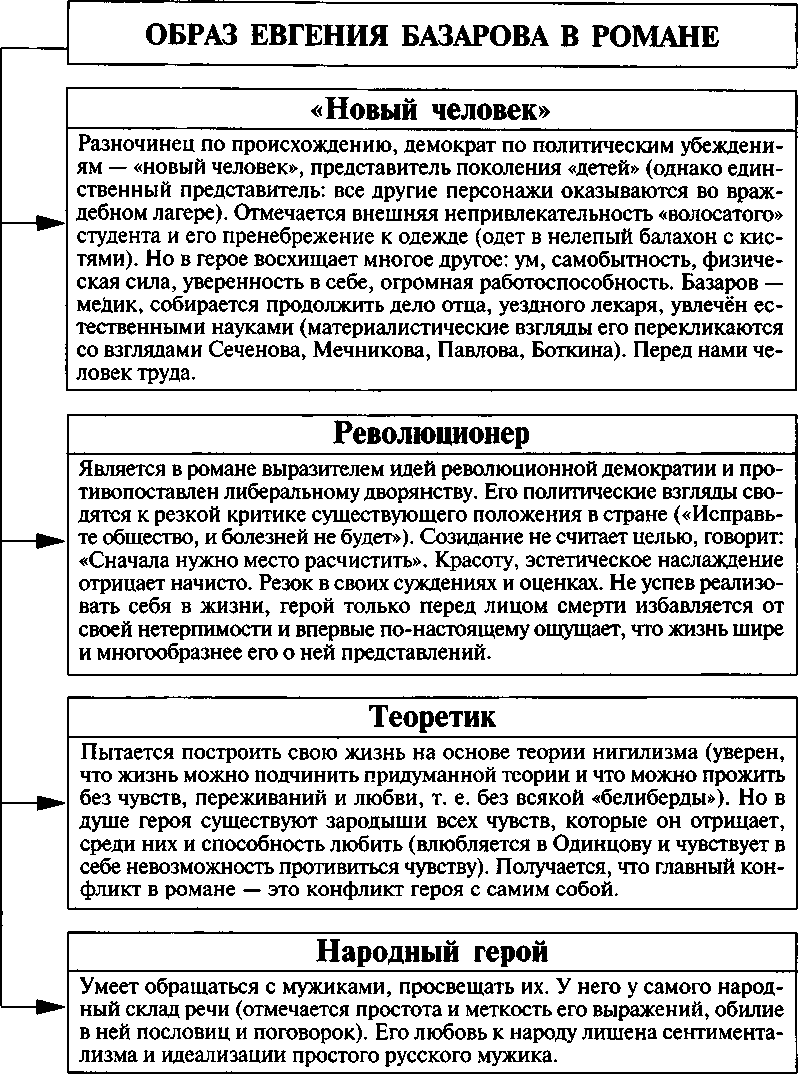 ОБРАЗ ЕВГЕНИЯ БАЗАРОВА В РОМАНЕ
«Новый человек»
Разночинец по происхождению, демократ по политическим убеждени-
ям — «новый человек», представитель поколения «детей» (однако един-
ственный представитель: все другие персонажи оказываются во враж-
дебном лагере). Отмечается внешняя непривлекательность «волосатого»
студента и его пренебрежение к одежде (одет в нелепый балахон с кис-
тями). Но в герое восхищает многое другое: ум, самобытность, физиче-
ская сила, уверенность в себе, огромная работоспособность. Базаров —
медик, собирается продолжить дело отца, уездного лекаря, увлечён ес-
тественными науками (материалистические взгляды его перекликаются
со взглядами Сеченова, Мечникова, Павлова, Боткина). Перед нами че-
ловек труда.
Революционер
Является в романе выразителем идей революционной демократии и про-
тивопоставлен либеральному дворянству. Его политические взгляды сво-
дятся к резкой критике существующего положения в стране («Исправь-
те общество, и болезней не будет»). Созидание не считает целью, говорит:
«Сначала нужно место расчистить». Красоту, эстетическое наслаждение
отрицает начисто. Резок в своих суждениях и оценках. Не успев реализо-
вать себя в жизни, герой только перед лицом смерти избавляется от
своей нетерпимости и впервые по-настоящему ощущает, что жизнь шире
и многообразнее его о ней представлений.
Теоретик
Пытается построить свою жизнь на основе теории нигилизма (уверен,
что жизнь можно подчинить придуманной теории и что можно прожить
без чувств, переживаний и любви, т. е. без всякой «белиберды»). Но в
душе героя существуют зародыши всех чувств, которые он отрицает,
среди них и способность любить (влюбляется в Одинцову и чувствует в
себе невозможность противиться чувству). Получается, что главный кон-
фликт в романе — это конфликт героя с самим собой.
Народный герой
Умеет обращаться с мужиками, просвещать их. У него у самого народ-
ный склад речи (отмечается простота и меткость его выражений, обилие
в ней пословиц и поговорок). Его любовь к народу лишена сентимента-
лизма и идеализации простого русского мужика.